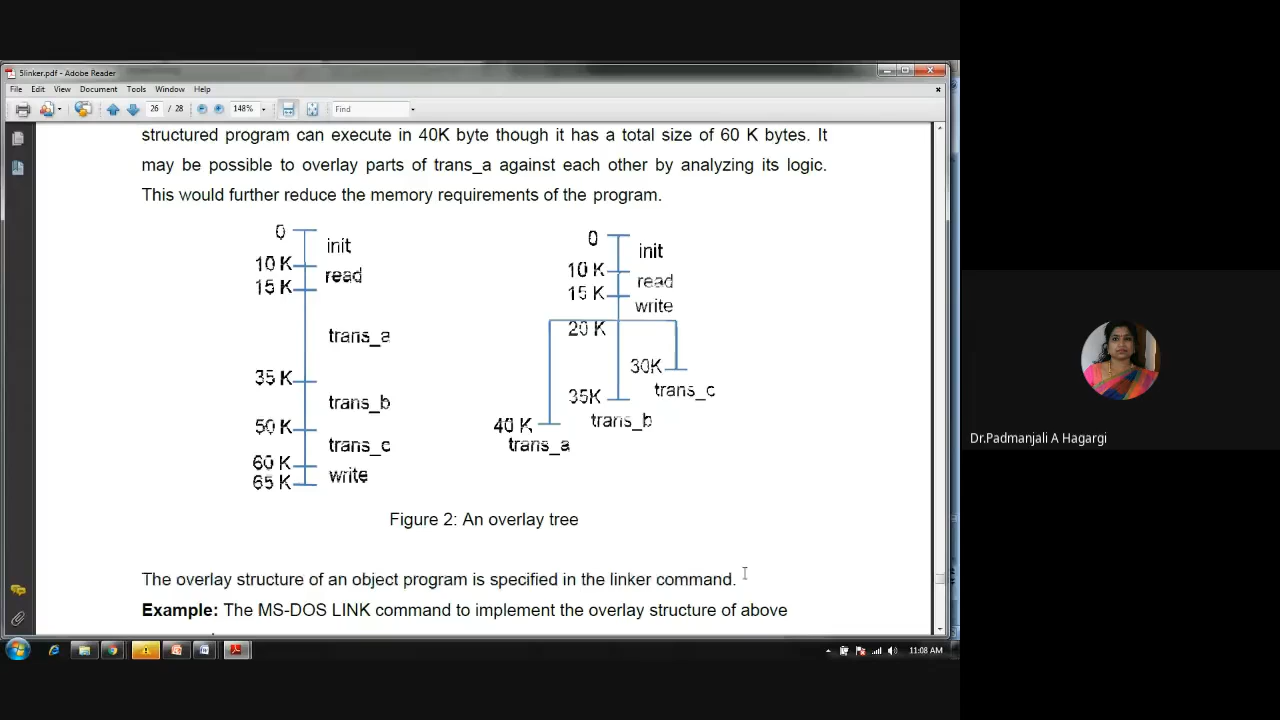 5linker.pdf - Adobe Reader
File Edit View Document Tools Window Help
26 / 28 148% Find
structured program can execute in 40K byte though it has a total size of 60 K bytes. It
may be possible to overlay parts of trans_a against each other by analyzing its logic.
This would further reduce the memory requirements of the program.
0
init
10 K
read
15 K
trans_a
35 K
trans_b
50 K
trans_c
60 K
write
65 K
0
init
10 K
read
15 K
write
20 K
30K
trans_c
35K
trans_b
40 K
trans_a
Figure 2: An overlay tree
The overlay structure of an object program is specified in the linker command.
Example: The MS-DOS LINK command to implement the overlay structure of above
11:08 AM
Dr.Padmanjali A Hagargi